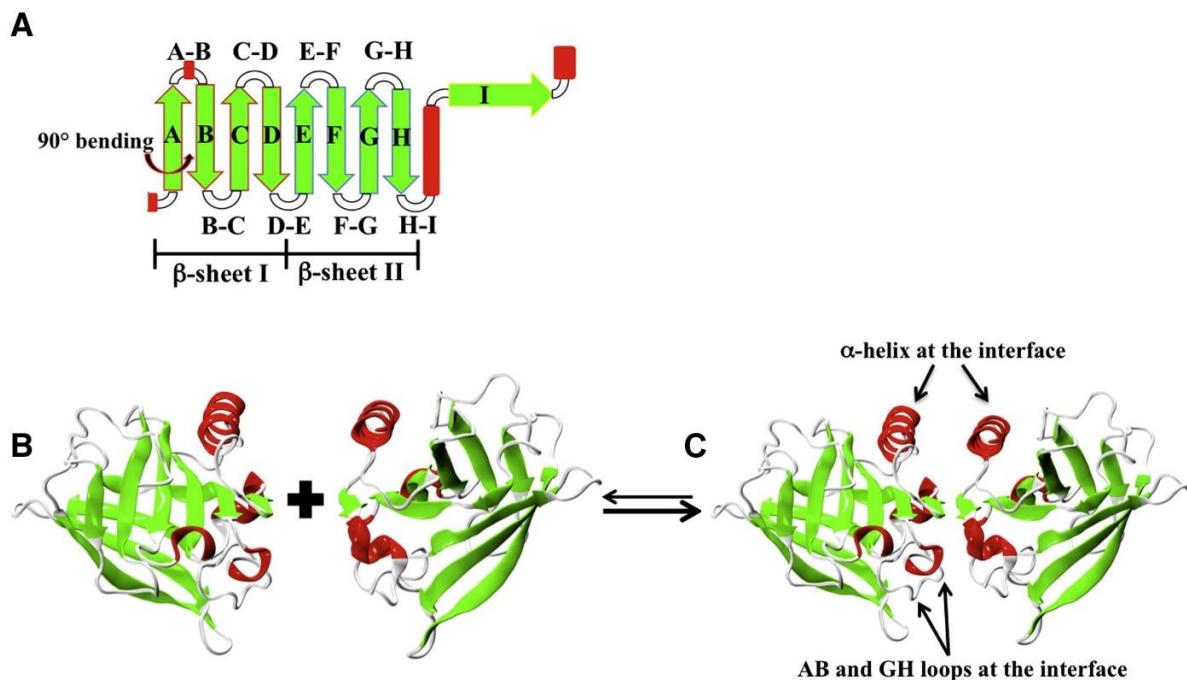 A
A-B C-D E-F G-H
I
90° bending
A B C D E F G H
B-C D-E F-G H-I
β-sheet I β-sheet II
α-helix at the interface
B
C
AB and GH loops at the interface